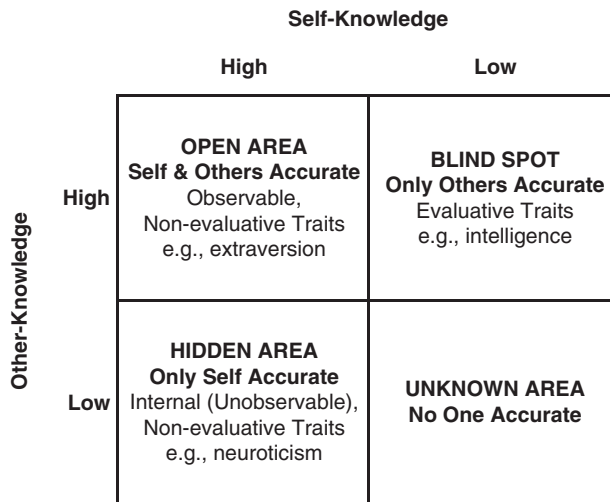 Self-Knowledge
High
Low
Other-Knowledge
High
OPEN AREA
Self & Others Accurate
Observable,
Non-evaluative Traits
e.g., extraversion
BLIND SPOT
Only Others Accurate
Evaluative Traits
e.g., intelligence
Low
HIDDEN AREA
Only Self Accurate
Internal (Unobservable),
Non-evaluative Traits
e.g., neuroticism
UNKNOWN AREA
No One Accurate